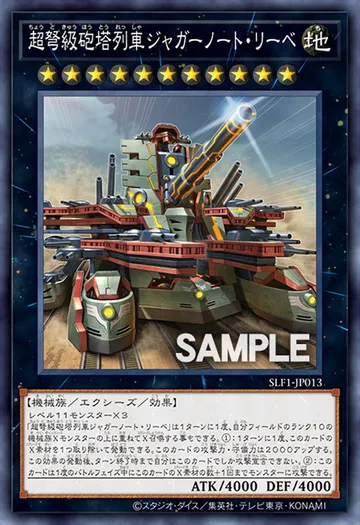 超弩級砲塔列車ジャガーノート・リーベ
地
SAMPLE
SLF1-JP013
【機械族／エクシーズ／効果】
レベル11モンスター×3
「超弩級砲塔列車ジャガーノート・リーベ」は1ターンに1度、自分フィールドのランク10の
機械族Xモンスターの上に重ねてX召喚する事もできる。①：1ターンに1度、このカードの
X素材を1つ取り除いて発動できる。このカードの攻撃力・守備力は2000アップする。
この効果の発動後、ターン終了時まで自分はこのカードでしか攻撃宣言できない。②：この
カードは1度のバトルフェイズ中にこのカードのX素材の数＋1回までモンスターに攻撃できる。
ATK/4000 DEF/4000
©スタジオ・ダイス／集英社・テレビ東京・KONAMI